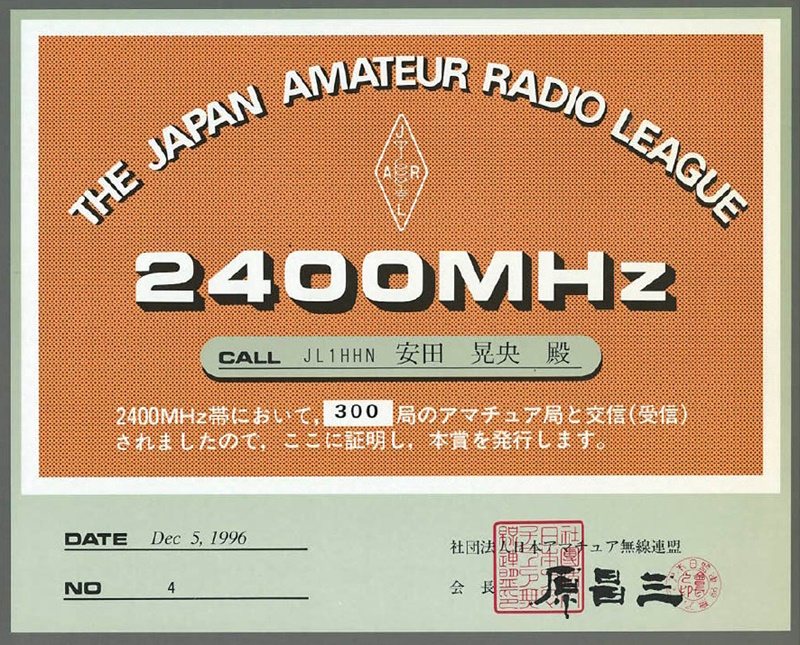 THE JAPAN AMATEUR RADIO LEAGUE
J
A R
L
2400MHz
CALL JL1HHN 安田 晃央 殿
2400MHz帯において, 300 局のアマチュア局と交信(受信)
されましたので, ここに証明し, 本賞を発行します。
DATE Dec 5, 1996
社団法人日本アマチュア無線連盟
NO 4
会長 原昌三